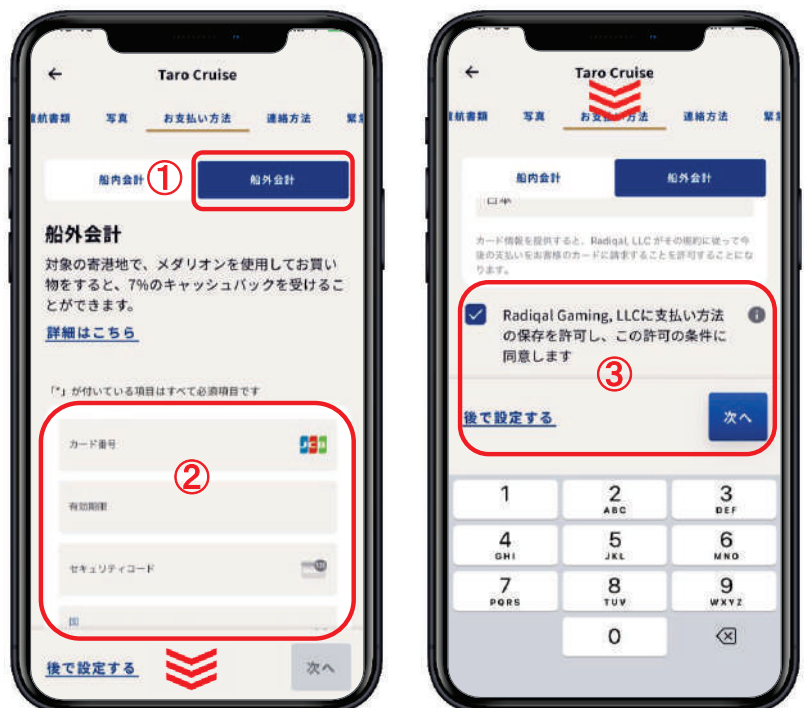 Taro Cruise
航書類 写真 お支払い方法 連絡方法 緊
船内会計 ① 船外会計
船外会計
対象の寄港地で、メダリオンを使用してお買い
物をすると、7%のキャッシュバックを受けるこ
とができます。
詳細はこちら
「*」が付いている項目はすべて必須項目です
カード番号 JCB
②
有効期限
セキュリティコード
国
後で設定する 次へ
Taro Cruise
航書類 写真 お支払い方法 連絡方法 緊
船内会計 船外会計
日本
カード情報を提供すると、Radiqal, LLC がその規約に従って今
後の支払いをお客様のカードに請求することを許可することにな
ります。
Radiqal Gaming, LLCに支払い方法
の保存を許可し、この許可の条件に
同意します
③
後で設定する 次へ
1 2 3
ABC DEF
4 5 6
GHI JKL MNO
7 8 9
PQRS TUV WXYZ
0